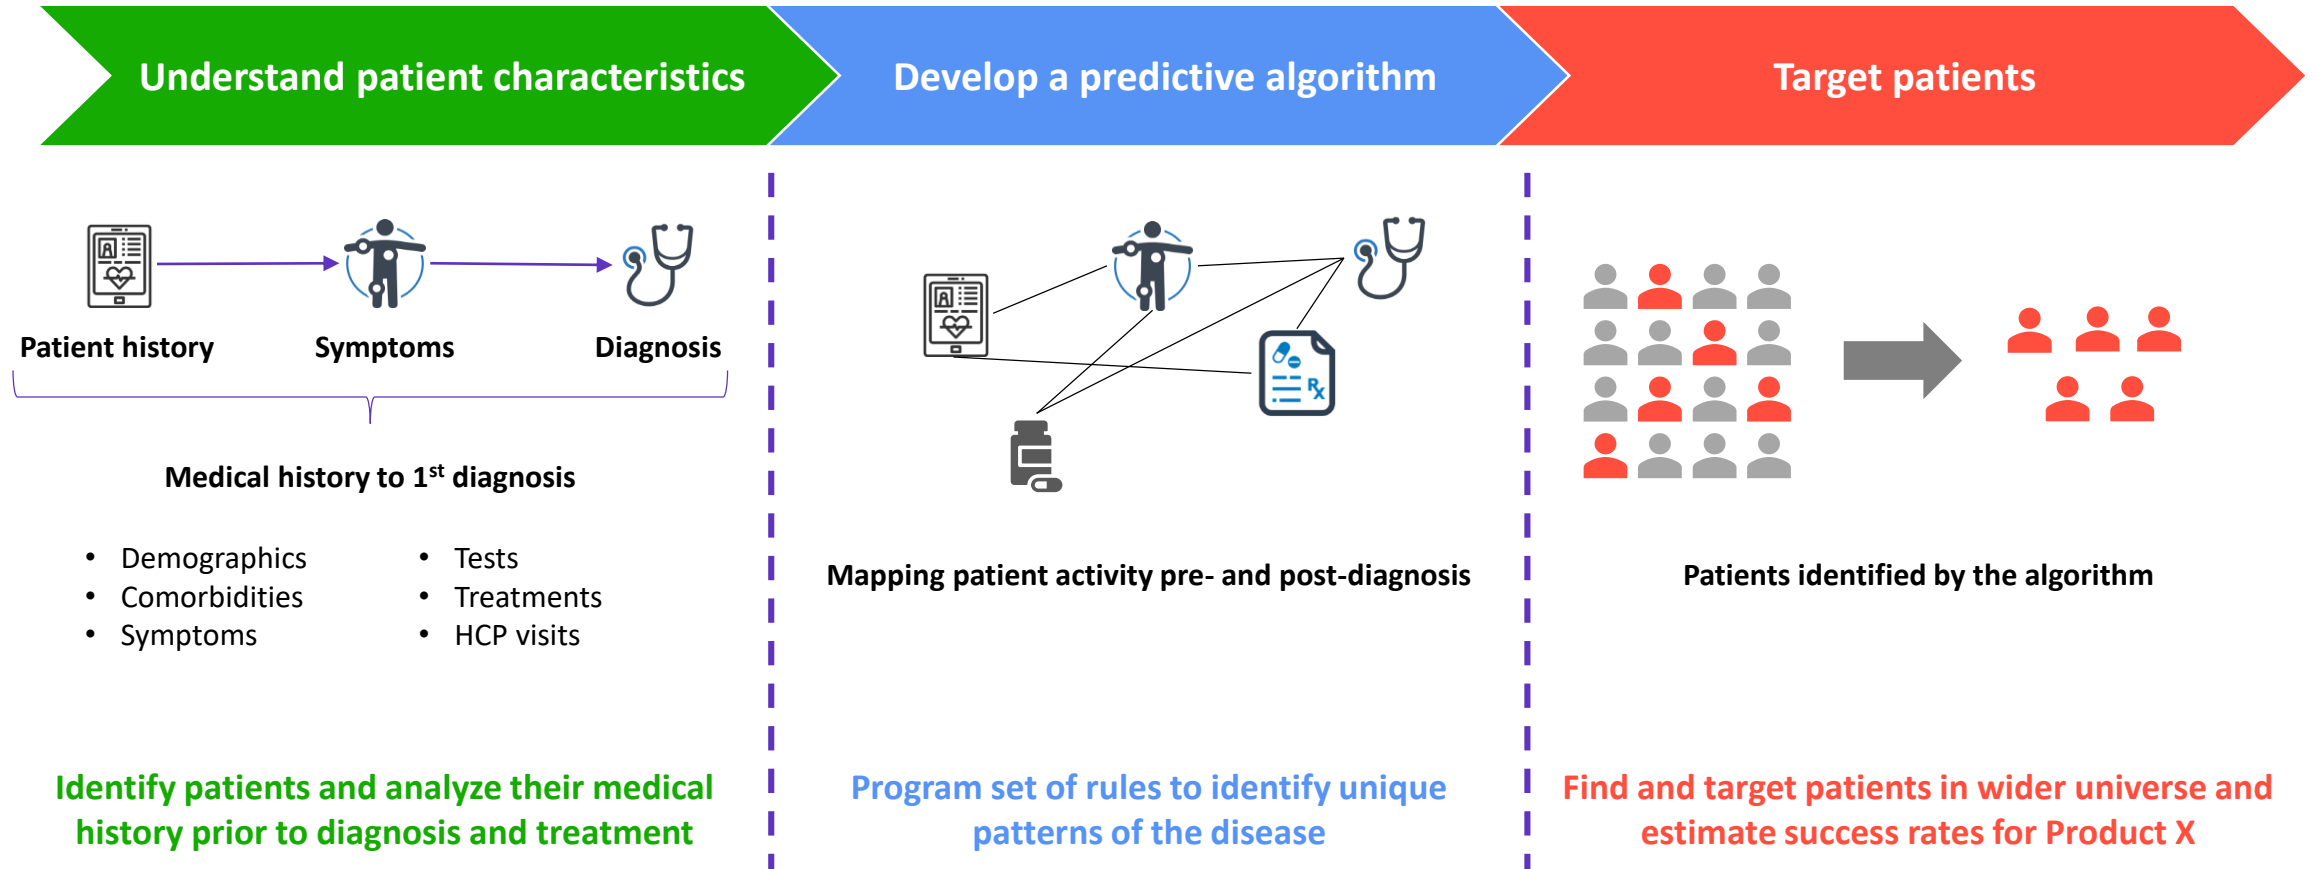 Understand patient characteristics
Develop a predictive algorithm
Target patients
Patient history
Symptoms
Diagnosis
Medical history to 1st diagnosis
• Demographics
• Comorbidities
• Symptoms
• Tests
• Treatments
• HCP visits
Identify patients and analyze their medical
history prior to diagnosis and treatment
Rx
Mapping patient activity pre- and post-diagnosis
Program set of rules to identify unique
patterns of the disease
Patients identified by the algorithm
Find and target patients in wider universe and
estimate success rates for Product X